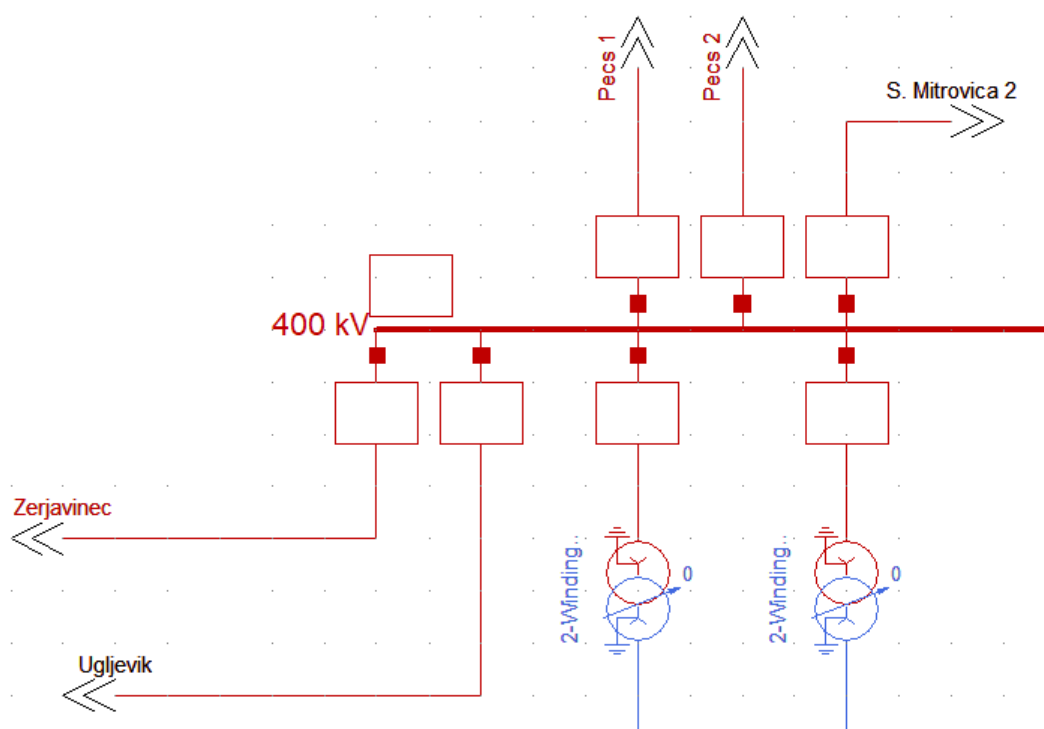 Pecs 1
Pecs 2
S. Mitrovica 2
400 kV
Zerjavinec
2-Winding..
0
2-Winding..
0
Ugljevik